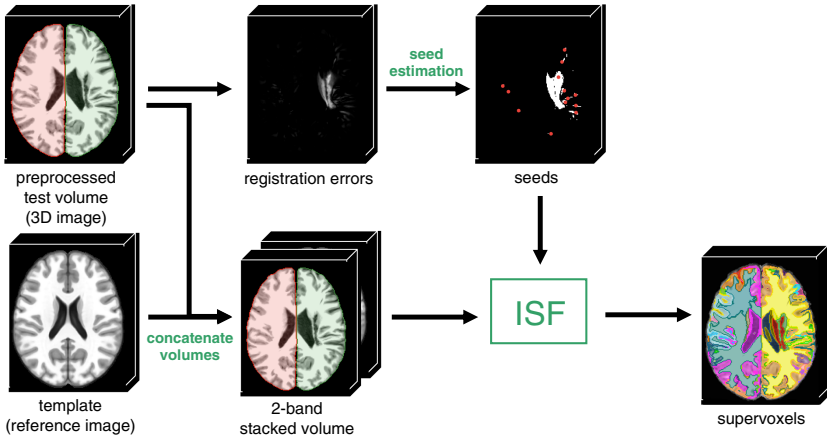 seed
estimation
preprocessed
test volume
(3D image)
registration errors
seeds
concatenate
volumes
ISF
template
(reference image)
2-band
stacked volume
supervoxels